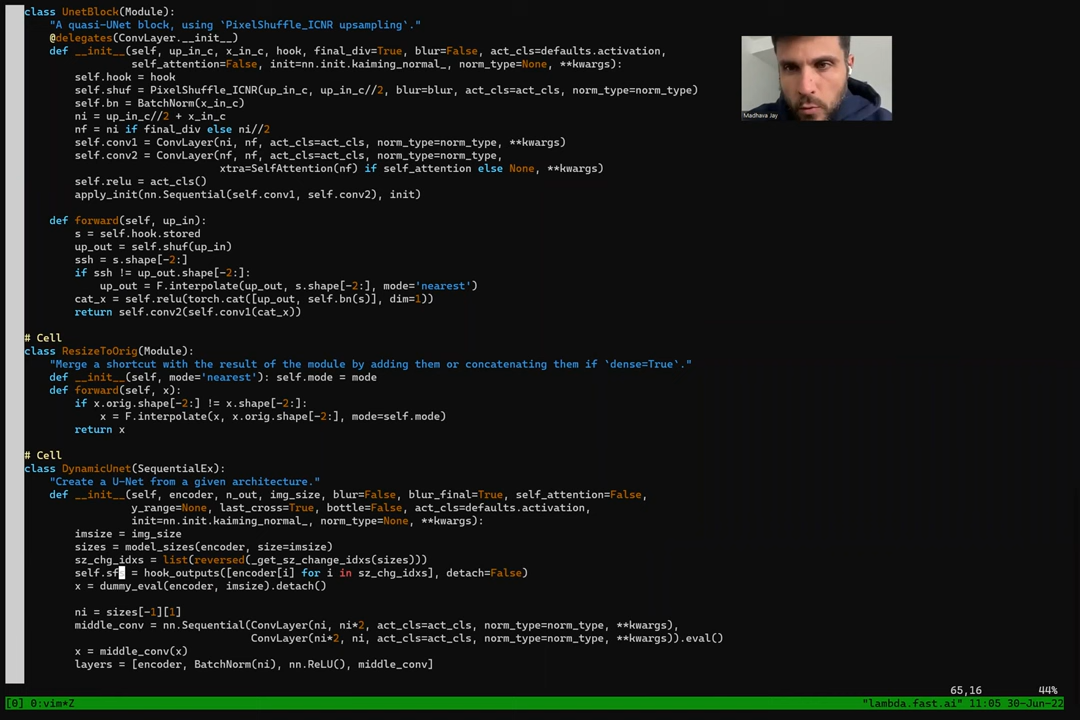 class UnetBlock(Module):
    "A quasi-UNet block, using `PixelShuffle_ICNR upsampling`."
    @delegates(ConvLayer.__init__)
    def __init__(self, up_in_c, x_in_c, hook, final_div=True, blur=False, act_cls=defaults.activation,
                 self_attention=False, init=nn.init.kaiming_normal_, norm_type=None, **kwargs):
        self.hook = hook
        self.shuf = PixelShuffle_ICNR(up_in_c, up_in_c//2, blur=blur, act_cls=act_cls, norm_type=norm_type)
        self.bn = BatchNorm(x_in_c)
        ni = up_in_c//2 + x_in_c
        nf = ni if final_div else ni//2
        self.conv1 = ConvLayer(ni, nf, act_cls=act_cls, norm_type=norm_type, **kwargs)
        self.conv2 = ConvLayer(nf, nf, act_cls=act_cls, norm_type=norm_type,
                               xtra=SelfAttention(nf) if self_attention else None, **kwargs)
        self.relu = act_cls()
        apply_init(nn.Sequential(self.conv1, self.conv2), init)

    def forward(self, up_in):
        s = self.hook.stored
        up_out = self.shuf(up_in)
        ssh = s.shape[-2:]
        if ssh != up_out.shape[-2:]:
            up_out = F.interpolate(up_out, s.shape[-2:], mode='nearest')
        cat_x = self.relu(torch.cat([up_out, self.bn(s)], dim=1))
        return self.conv2(self.conv1(cat_x))

# Cell
class ResizeToOrig(Module):
    "Merge a shortcut with the result of the module by adding them or concatenating them if `dense=True`."
    def __init__(self, mode='nearest'): self.mode = mode
    def forward(self, x):
        if x.orig.shape[-2:] != x.shape[-2:]:
            x = F.interpolate(x, x.orig.shape[-2:], mode=self.mode)
        return x

# Cell
class DynamicUnet(SequentialEx):
    "Create a U-Net from a given architecture."
    def __init__(self, encoder, n_out, img_size, blur=False, blur_final=True, self_attention=False,
                 y_range=None, last_cross=True, bottle=False, act_cls=defaults.activation,
                 init=nn.init.kaiming_normal_, norm_type=None, **kwargs):
        imsize = img_size
        sizes = model_sizes(encoder, size=imsize)
        sz_chg_idxs = list(reversed(_get_sz_change_idxs(sizes)))
        self.sfs = hook_outputs([encoder[i] for i in sz_chg_idxs], detach=False)
        x = dummy_eval(encoder, imsize).detach()

        ni = sizes[-1][1]
        middle_conv = nn.Sequential(ConvLayer(ni, ni*2, act_cls=act_cls, norm_type=norm_type, **kwargs),
                                    ConvLayer(ni*2, ni, act_cls=act_cls, norm_type=norm_type, **kwargs)).eval()
        x = middle_conv(x)
        layers = [encoder, BatchNorm(ni), nn.ReLU(), middle_conv]
65,16 44%
[0] 0:vim*Z "lambda.fast.ai" 11:05 30-Jun-22
Madhava Jay